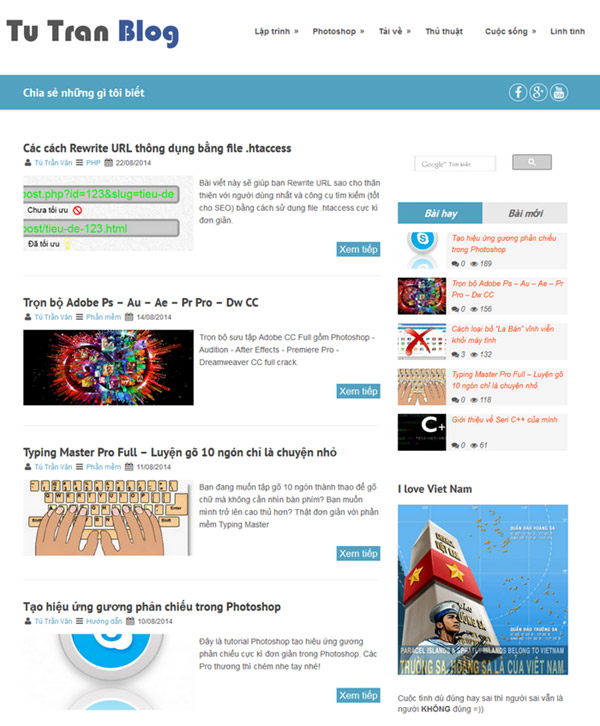 Tu Tran Blog
Lập trình » Photoshop » Tải về » Thủ thuật Cuộc sống » Linh tinh
Chia sẻ những gì tôi biết
Các cách Rewrite URL thông dụng bằng file .htaccess
Tú Trần Văn PHP 22/08/2014
post.php?id=123&slug=tieu-de
Chưa tối ưu
post/tieu-de-123.html
Đã tối ưu
Bài viết này sẽ giúp bạn Rewrite URL sao cho thân
thiện với người dùng nhất và công cụ tìm kiếm (tốt
cho SEO) bằng cách sử dụng file .htaccess cực kì
đơn giản.
Xem tiếp
Trọn bộ Adobe Ps – Au – Ae – Pr Pro – Dw CC
Tú Trần Văn Phần mềm 14/08/2014
Trọn bộ sưu tập Adobe CC Full gồm Photoshop -
Audition - After Effects - Premiere Pro -
Dreamweaver CC full crack.
Xem tiếp
Typing Master Pro Full – Luyện gõ 10 ngón chỉ là chuyện nhỏ
Tú Trần Văn Phần mềm 11/08/2014
Bạn đang muốn tập gõ 10 ngón thành thạo để gõ
chữ mà không cần nhìn bàn phím? Bạn muốn
mình trở lên cao thủ hơn? Thật đơn giản với phần
mềm Typing Master
Xem tiếp
Tạo hiệu ứng gương phản chiếu trong Photoshop
Tú Trần Văn Hướng dẫn 10/08/2014
Đây là tutorial Photoshop tạo hiệu ứng gương
phản chiếu cực kì đơn giản trong Photoshop. Các
Pro thương thì chém nhẹ tay nhé!
Xem tiếp
Google Tìm kiếm
Bài hay Bài mới
Tạo hiệu ứng gương phản chiếu
trong Photoshop
0 189
Trọn bộ Adobe Ps – Au – Ae – Pr
Pro – Dw CC
0 156
Cách loại bỏ "La Bàn" vĩnh viễn
khỏi máy tính
3 132
Typing Master Pro Full – Luyện gõ
10 ngón chỉ là chuyện nhỏ
0 118
C++
Giới thiệu về Seri C++ của mình
0 61
I love Viet Nam
QUẦN ĐẢO HOÀNG SA
QUẦN ĐẢO TRƯỜNG SA
PARACEL ISLANDS & SPRATLY ISLANDS BELONG TO VIETNAM
TRƯỜNG SA, HOÀNG SA LÀ CỦA VIỆT NAM
Cuộc tình dù đúng hay sai thì người sai vẫn là
người KHÔNG đúng =))